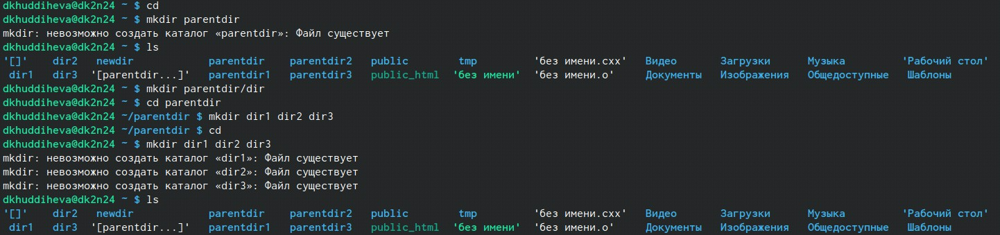 dkhuddiheva@dk2n24 ~ $ cd
dkhuddiheva@dk2n24 ~ $ mkdir parentdir
mkdir: невозможно создать каталог «parentdir»: Файл существует
dkhuddiheva@dk2n24 ~ $ ls
'[]' dir2 newdir parentdir parentdir2 public tmp 'без имени.cxx' Видео Загрузки Музыка 'Рабочий стол'
dir1 dir3 '[parentdir...]' parentdir1 parentdir3 public_html 'без имени' 'без имени.o' Документы Изображения Общедоступные Шаблоны
dkhuddiheva@dk2n24 ~ $ mkdir parentdir/dir
dkhuddiheva@dk2n24 ~ $ cd parentdir
dkhuddiheva@dk2n24 ~/parentdir $ mkdir dir1 dir2 dir3
dkhuddiheva@dk2n24 ~/parentdir $ cd
dkhuddiheva@dk2n24 ~ $ mkdir dir1 dir2 dir3
mkdir: невозможно создать каталог «dir1»: Файл существует
mkdir: невозможно создать каталог «dir2»: Файл существует
mkdir: невозможно создать каталог «dir3»: Файл существует
dkhuddiheva@dk2n24 ~ $ ls
'[]' dir2 newdir parentdir parentdir2 public tmp 'без имени.cxx' Видео Загрузки Музыка 'Рабочий стол'
dir1 dir3 '[parentdir...]' parentdir1 parentdir3 public_html 'без имени' 'без имени.o' Документы Изображения Общедоступные Шаблоны